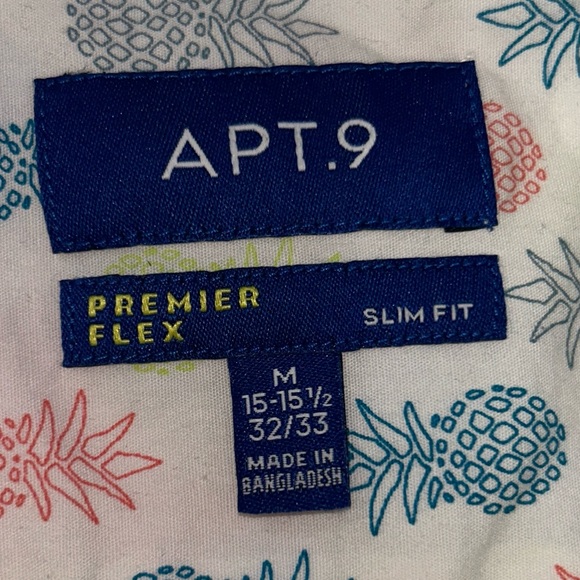 APT.9
PREMIER
FLEX
SLIM FIT
M
15-15 1/2
32/33
MADE IN
BANGLADESH